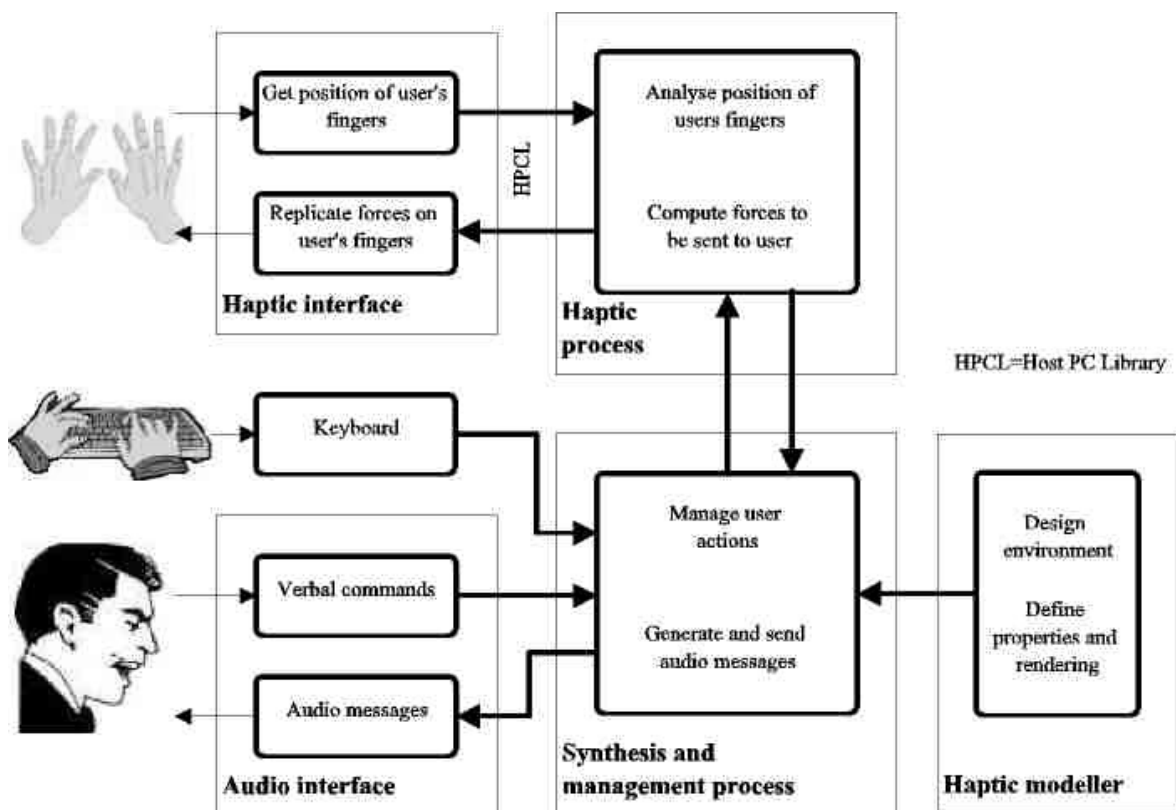 Get position of user's
fingers
Replicate forces on
user's fingers
Haptic interface
HPCL
Analyse position of
users fingers
Compute forces to
be sent to user
Haptic
process
HPCL=Host PC Library
Keyboard
Verbal commands
Audio messages
Audio interface
Manage user
actions
Generate and send
audio messages
Synthesis and
management process
Design
environment
Define
properties and
rendering
Haptic modeller